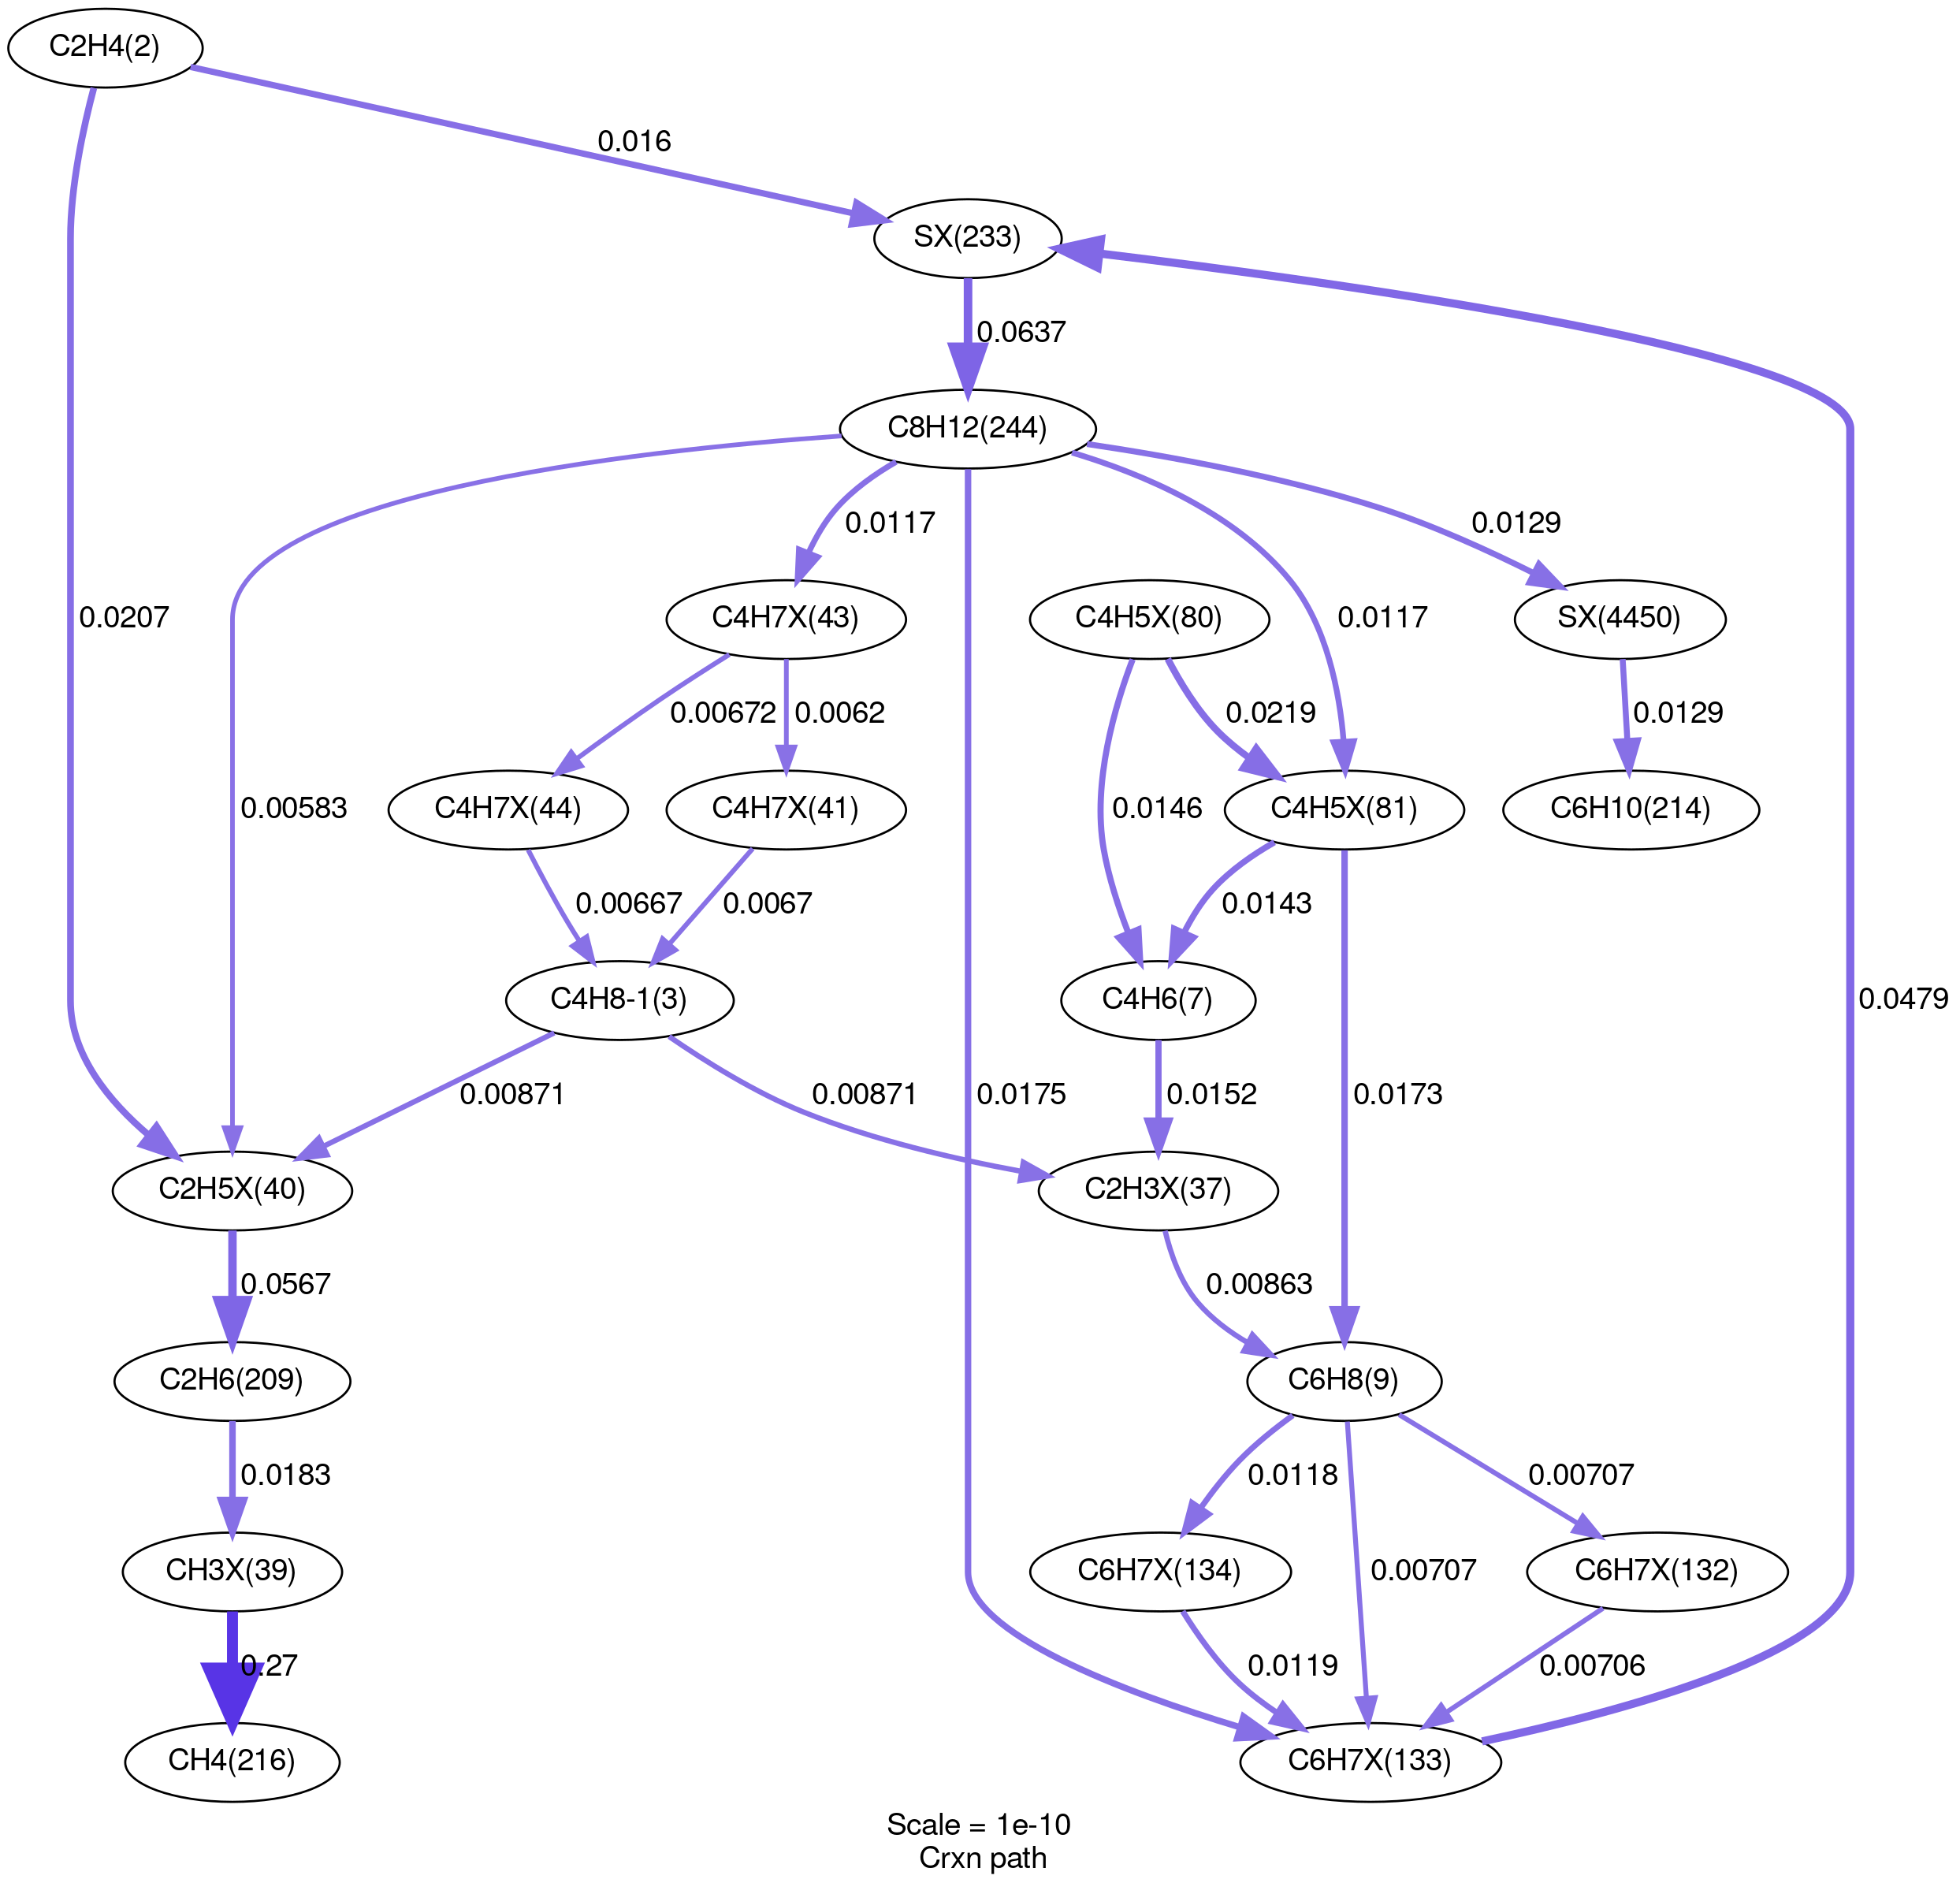 C2H4(2)
0.016
SX(233)
0.0637
C8H12(244)
0.0117
0.0129
0.0207
C4H7X(43)
C4H5X(80)
0.0117
SX(4450)
0.00672
0.0062
0.0219
0.0129
0.00583
C4H7X(44)
C4H7X(41)
0.0146
C4H5X(81)
C6H10(214)
0.00667
0.0067
0.0143
C4H8-1(3)
C4H6(7)
0.0479
0.00871
0.00871
0.0175
0.0152
0.0173
C2H5X(40)
C2H3X(37)
0.0567
0.00863
C2H6(209)
C6H8(9)
0.0183
0.0118
0.00707
0.00707
CH3X(39)
C6H7X(134)
C6H7X(132)
0.27
0.0119
0.00706
CH4(216)
C6H7X(133)
Scale = 1e-10
Crxn path